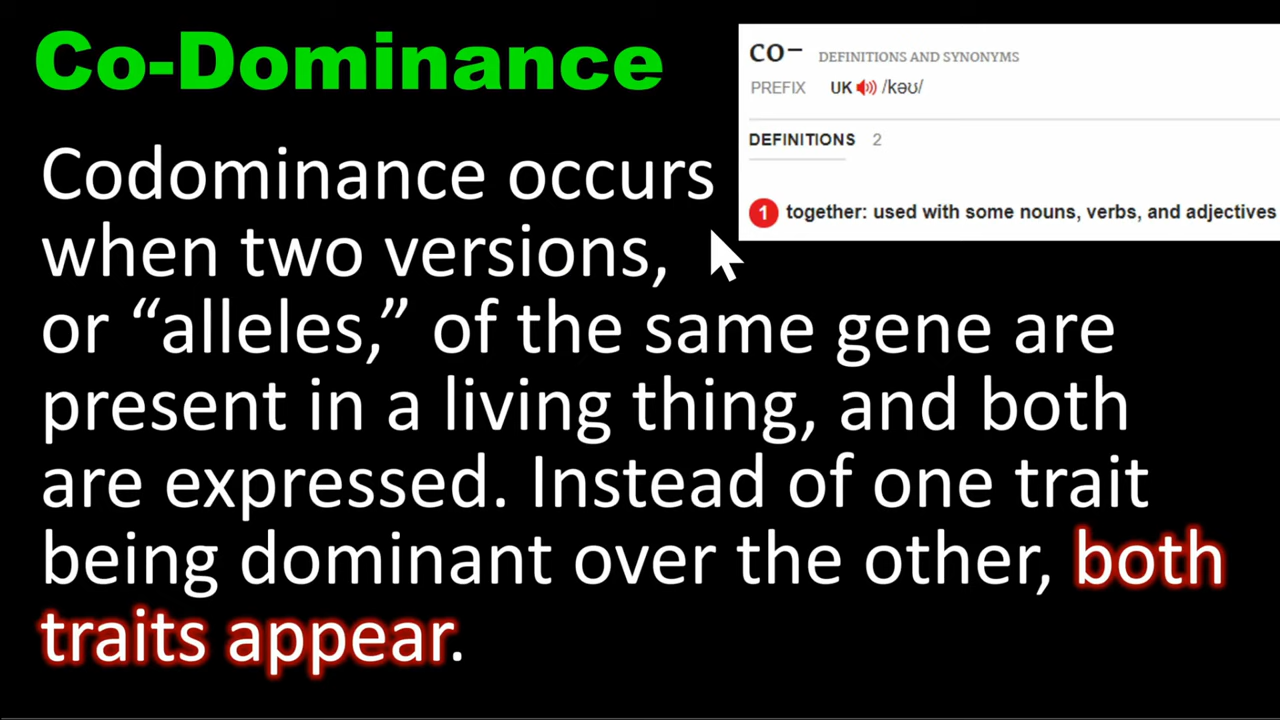 Co-Dominance
Codominance occurs
when two versions,
or “alleles,” of the same gene are
present in a living thing, and both
are expressed. Instead of one trait
being dominant over the other, both
traits appear.
CO– DEFINITIONS AND SYNONYMS
PREFIX UK /kəʊ/
DEFINITIONS 2
1 together: used with some nouns, verbs, and adjectives